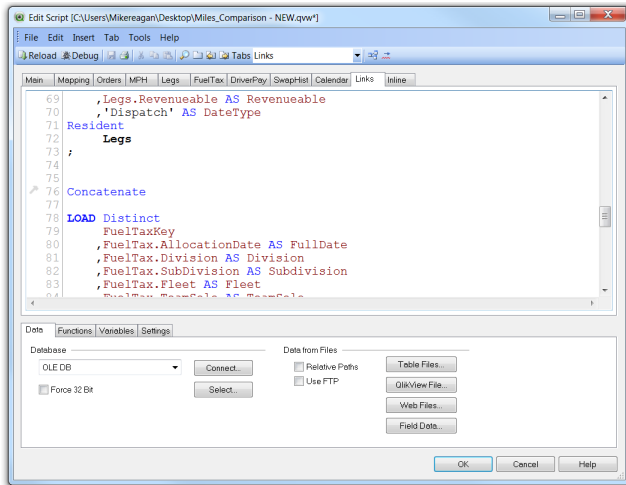 Edit Script [C:\Users\Mikereagan\Desktop\Miles_Comparison - NEW.qvw*]
File Edit Insert Tab Tools Help
Reload Debug Tabs Links
Main Mapping Orders MPH Legs FuelTax DriverPay SwapHist Calendar Links Inline
69 ,Legs.Revenueable AS Revenueable
70 ,'Dispatch' AS DateType
71 Resident
72 Legs
73 ;
74
75
76 Concatenate
77
78 LOAD Distinct
79 FuelTaxKey
80 ,FuelTax.AllocationDate AS FullDate
81 ,FuelTax.Division AS Division
82 ,FuelTax.SubDivision AS Subdivision
83 ,FuelTax.Fleet AS Fleet
84 ,FuelTax.TeamSolo AS TeamSolo
Data Functions Variables Settings
Database
OLE DB
Connect...
Force 32 Bit
Select...
Data from Files
Relative Paths
Use FTP
Table Files...
QlikView File...
Web Files...
Field Data...
OK Cancel Help